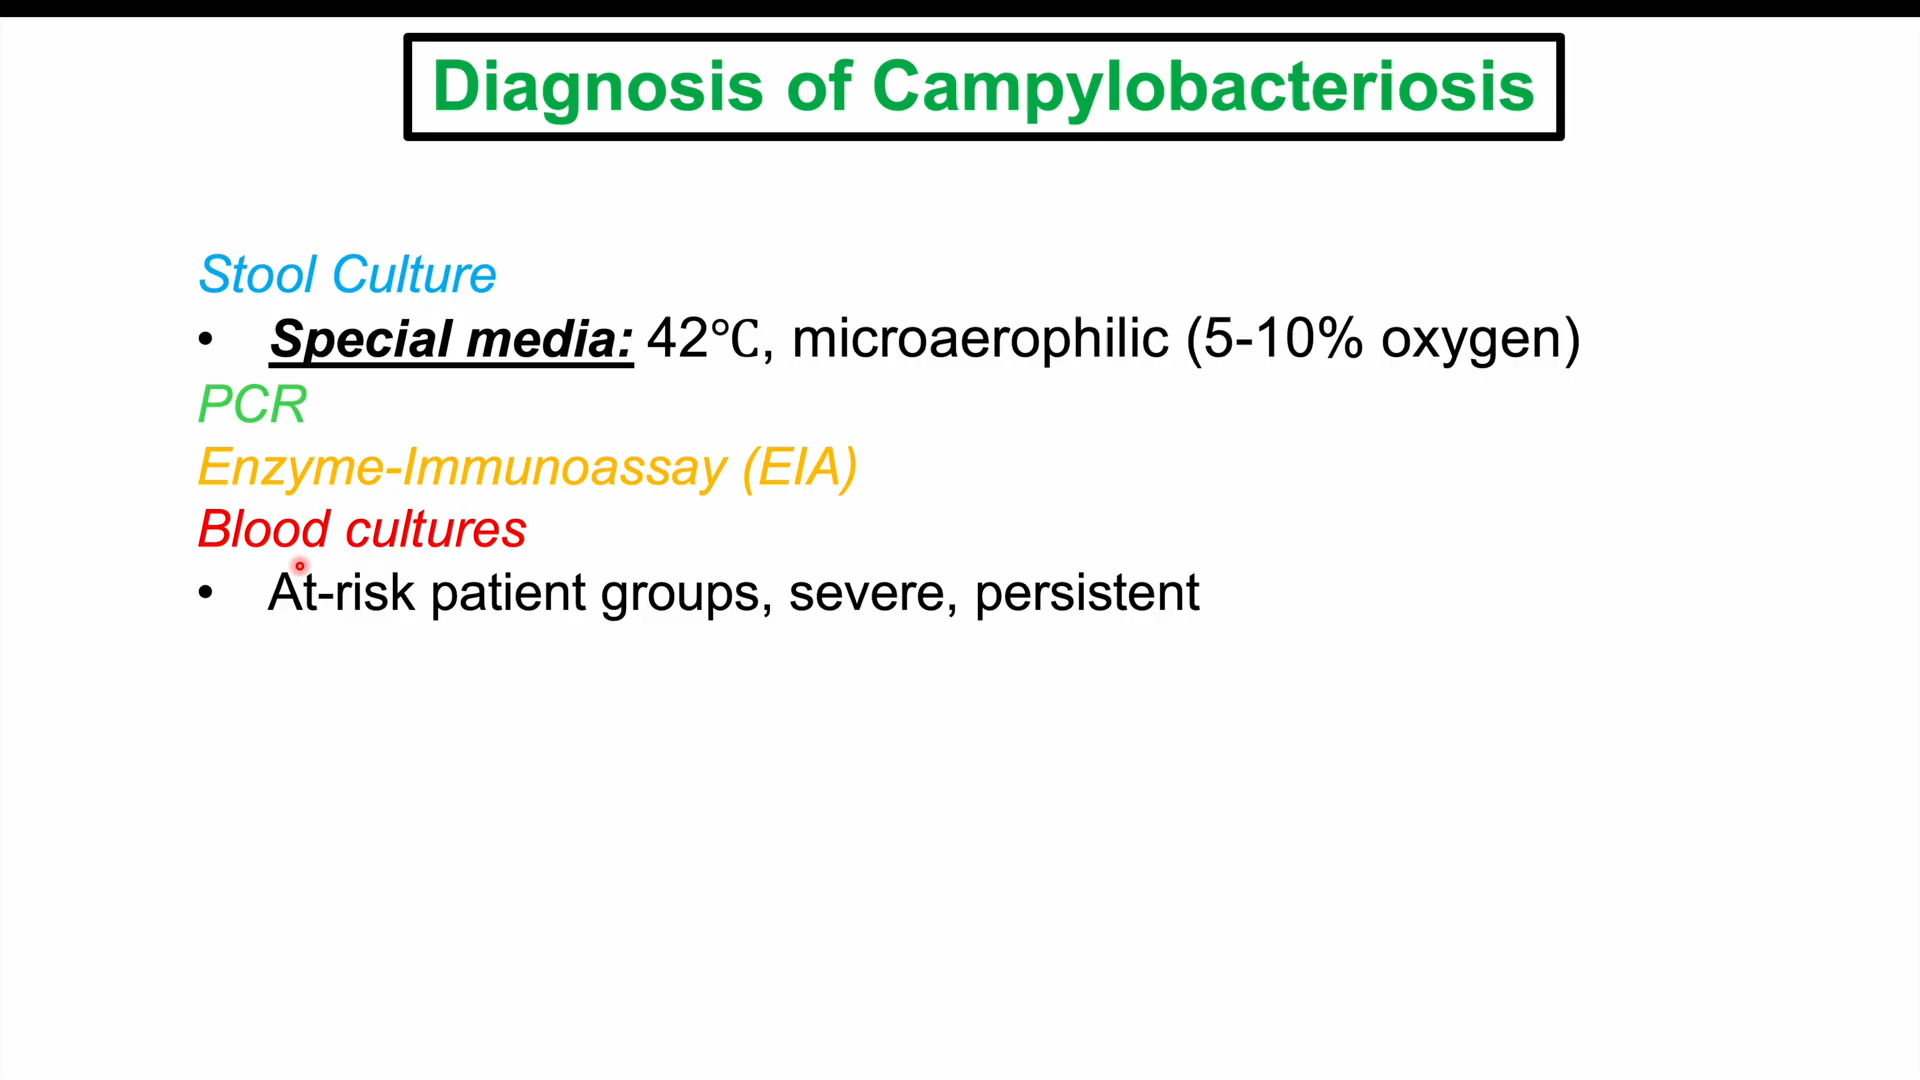 Diagnosis of Campylobacteriosis
Stool Culture
• Special media: 42℃, microaerophilic (5-10% oxygen)
PCR
Enzyme-Immunoassay (EIA)
Blood cultures
• At-risk patient groups, severe, persistent